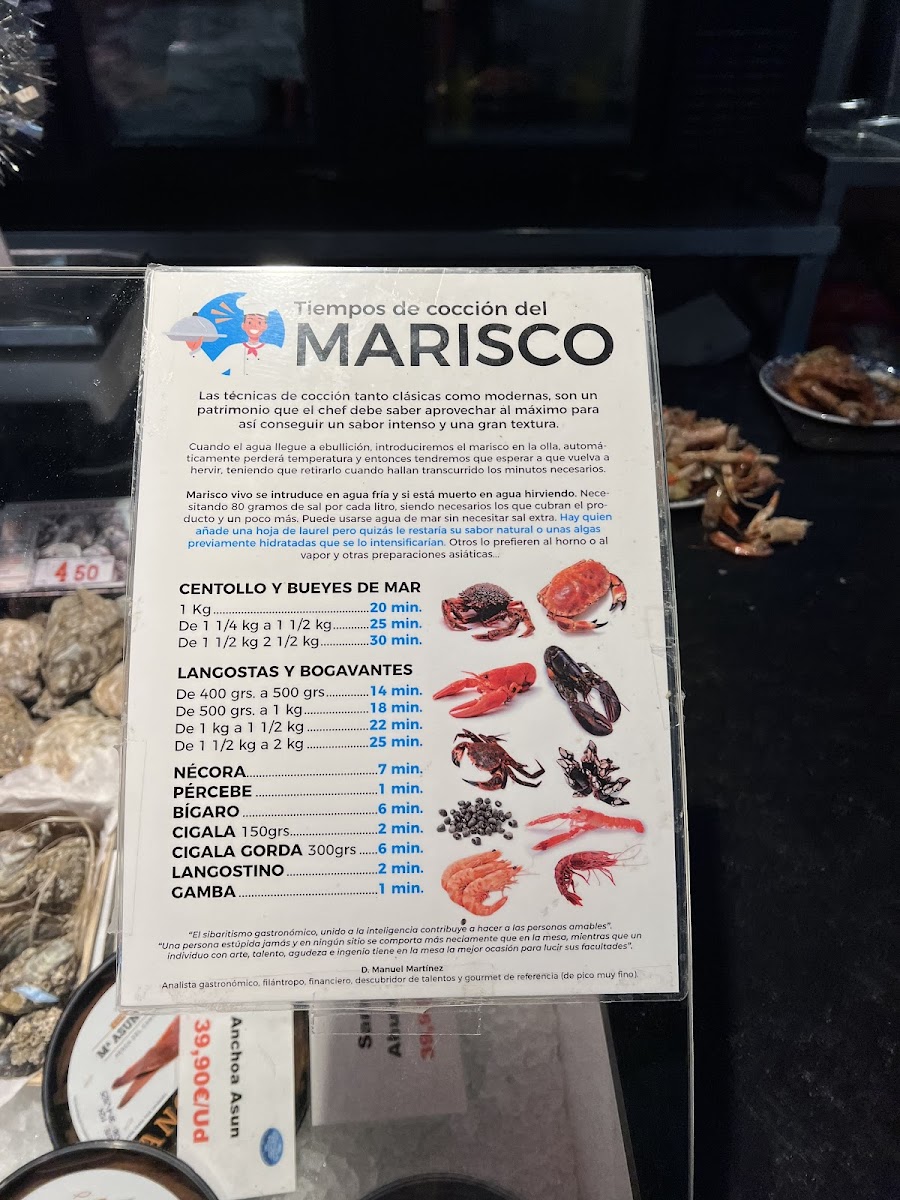 Tiempos de cocción del
MARISCO
Las técnicas de cocción tanto clásicas como modernas, son un
patrimonio que el chef debe saber aprovechar al máximo para
así conseguir un sabor intenso y una gran textura.
Cuando el agua llegue a ebullición, introduciremos el marisco en la olla, automá-
ticamente perderá temperatura y entonces tendremos que esperar a que vuelva a
hervir, teniendo que retirarlo cuando hallan transcurrido los minutos necesarios.
Marisco vivo se intruduce en agua fría y si está muerto en agua hirviendo. Nece-
sitando 80 gramos de sal por cada litro, siendo necesarios los que cubran el pro-
ducto y un poco más. Puede usarse agua de mar sin necesitar sal extra. Hay quien
añade una hoja de laurel pero quizás le restaría su sabor natural o unas algas
previamente hidratadas que se lo intensificarían. Otros lo prefieren al horno o al
vapor y otras preparaciones asiáticas...
CENTOLLO Y BUEYES DE MAR
1 Kg.......................................20 min.
De 1 1/4 kg a 1 1/2 kg.........25 min.
De 1 1/2 kg 2 1/2 kg............30 min.
LANGOSTAS Y BOGAVANTES
De 400 grs. a 500 grs.............14 min.
De 500 grs. a 1 kg.................18 min.
De 1 kg a 1 1/2 kg................22 min.
De 1 1/2 kg a 2 kg................25 min.
NÉCORA.................................7 min.
PÉRCEBE...............................1 min.
BÍGARO..................................6 min.
CIGALA 150grs......................2 min.
CIGALA GORDA 300grs.....6 min.
LANGOSTINO.......................2 min.
GAMBA...................................1 min.
"El sibaritismo gastronómico, unido a la inteligencia contribuye a hacer a las personas amables".
"Una persona estúpida jamás y en ningún sitio se comporta más neciamente que en la mesa, mientras que un
individuo con arte, talento, agudeza e ingenio tiene en la mesa la mejor ocasión para lucir sus facultades".
D. Manuel Martínez
Analista gastronómico, filántropo, financiero, descubridor de talentos y gourmet de referencia (de pico muy fino).
4 50
Mª ASUN
Anchoa Asun
39,90€/Ud